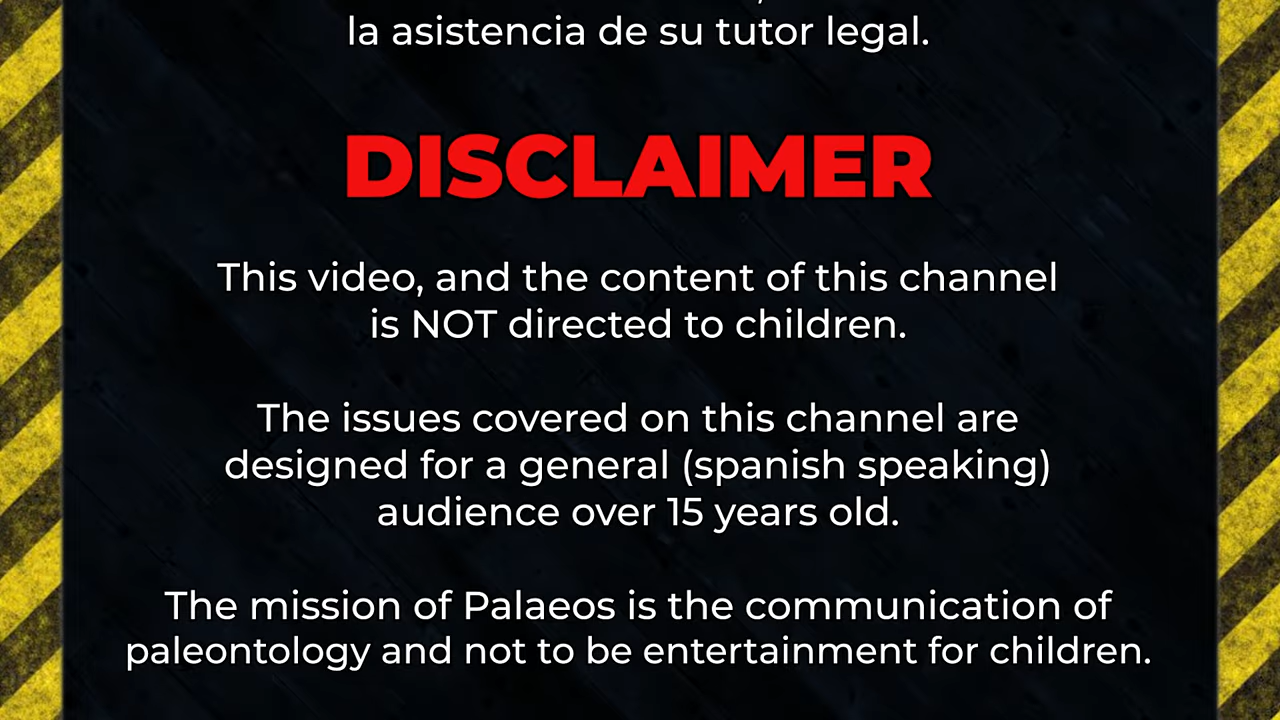 la asistencia de su tutor legal.
DISCLAIMER
This video, and the content of this channel
is NOT directed to children.
The issues covered on this channel are
designed for a general (spanish speaking)
audience over 15 years old.
The mission of Palaeos is the communication of
paleontology and not to be entertainment for children.